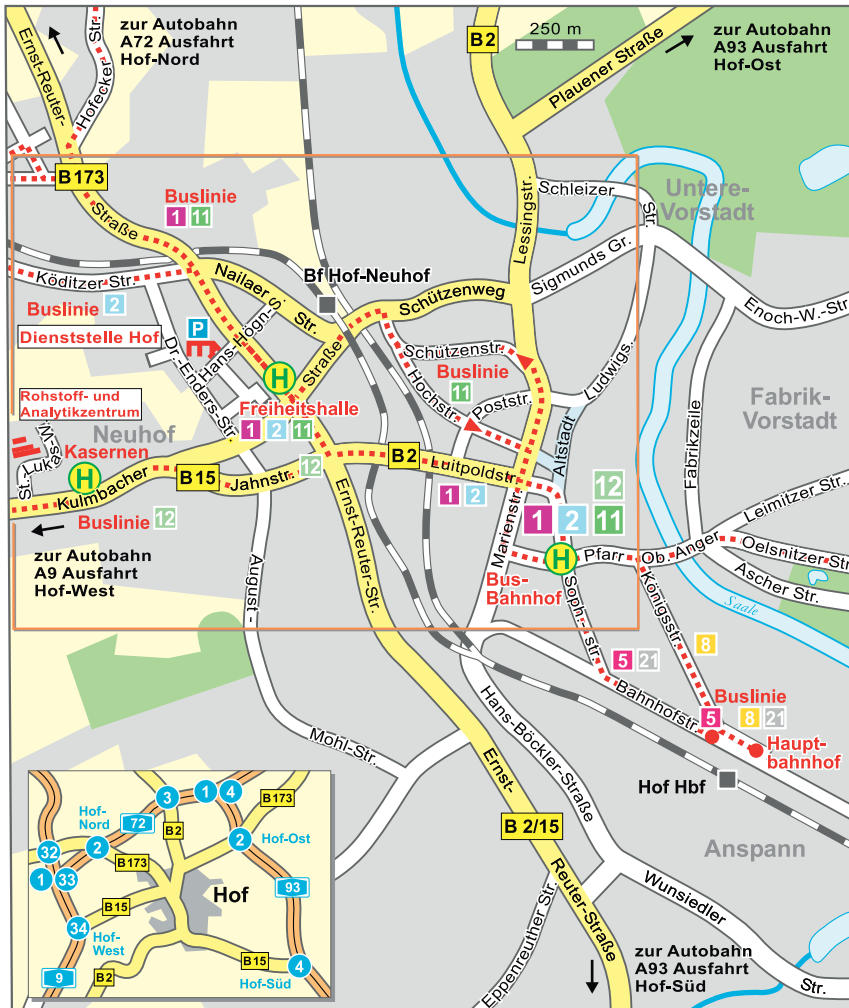 zur Autobahn
A72 Ausfahrt
Hof-Nord
Hofecker Str.
Ernst-Reuter-
Straße
B2
250 m
Plauener Straße
zur Autobahn
A93 Ausfahrt
Hof-Ost
B173
Buslinie
1 11
Lessingstr.
Schleizer
Str.
Untere-
Vorstadt
Köditzer Str.
Nailaer
Str.
Bf Hof-Neuhof
Schützenweg
Sigmunds Gr.
Enoch-W.-Str.
Buslinie 2
P
Dienststelle Hof
Hans-Högn-S
Dr.-Enders-Str.
H
Straße
Schützenstr.
Hochstr.
Buslinie
11
Poststr.
Ludwigs.
Fabrik-
Vorstadt
Fabrikzeile
Rohstoff- und
Analytikzentrum
Neuhof
Freiheitshalle
1 2 11
Altstadt
St.-Lukas-W
Kasernen
H
Kulmbacher
B15
Jahnstr.
12
B2
Luitpoldstr.
1 2
12
1 2 11
Leimitzer Str.
Buslinie 12
zur Autobahn
A9 Ausfahrt
Hof-West
August-
Mohl-Str.
Ernst-Reuter-Str.
Marienstr.
Bus-
Bahnhof
H
Pfarr
Ob. Anger
Oelsnitzer Str.
Ascher Str.
Soph.-str.
Königsstr.
Saale
5 21
8
Bahnhofstr.
Buslinie
5 8 21
Haupt-
bahnhof
Hof Hbf
Hans-Böckler-Straße
Ernst-
Reuter-Straße
B 2/15
Anspann
Wunsiedler
Str.
Eppenreuther Str.
zur Autobahn
A93 Ausfahrt
Hof-Süd
3 1 4
B173
Hof-
Nord
72
B2
32
2
B173
2
Hof-Ost
1 33
Hof
93
B15
34
Hof-
West
9
B2
B15
4
Hof-Süd